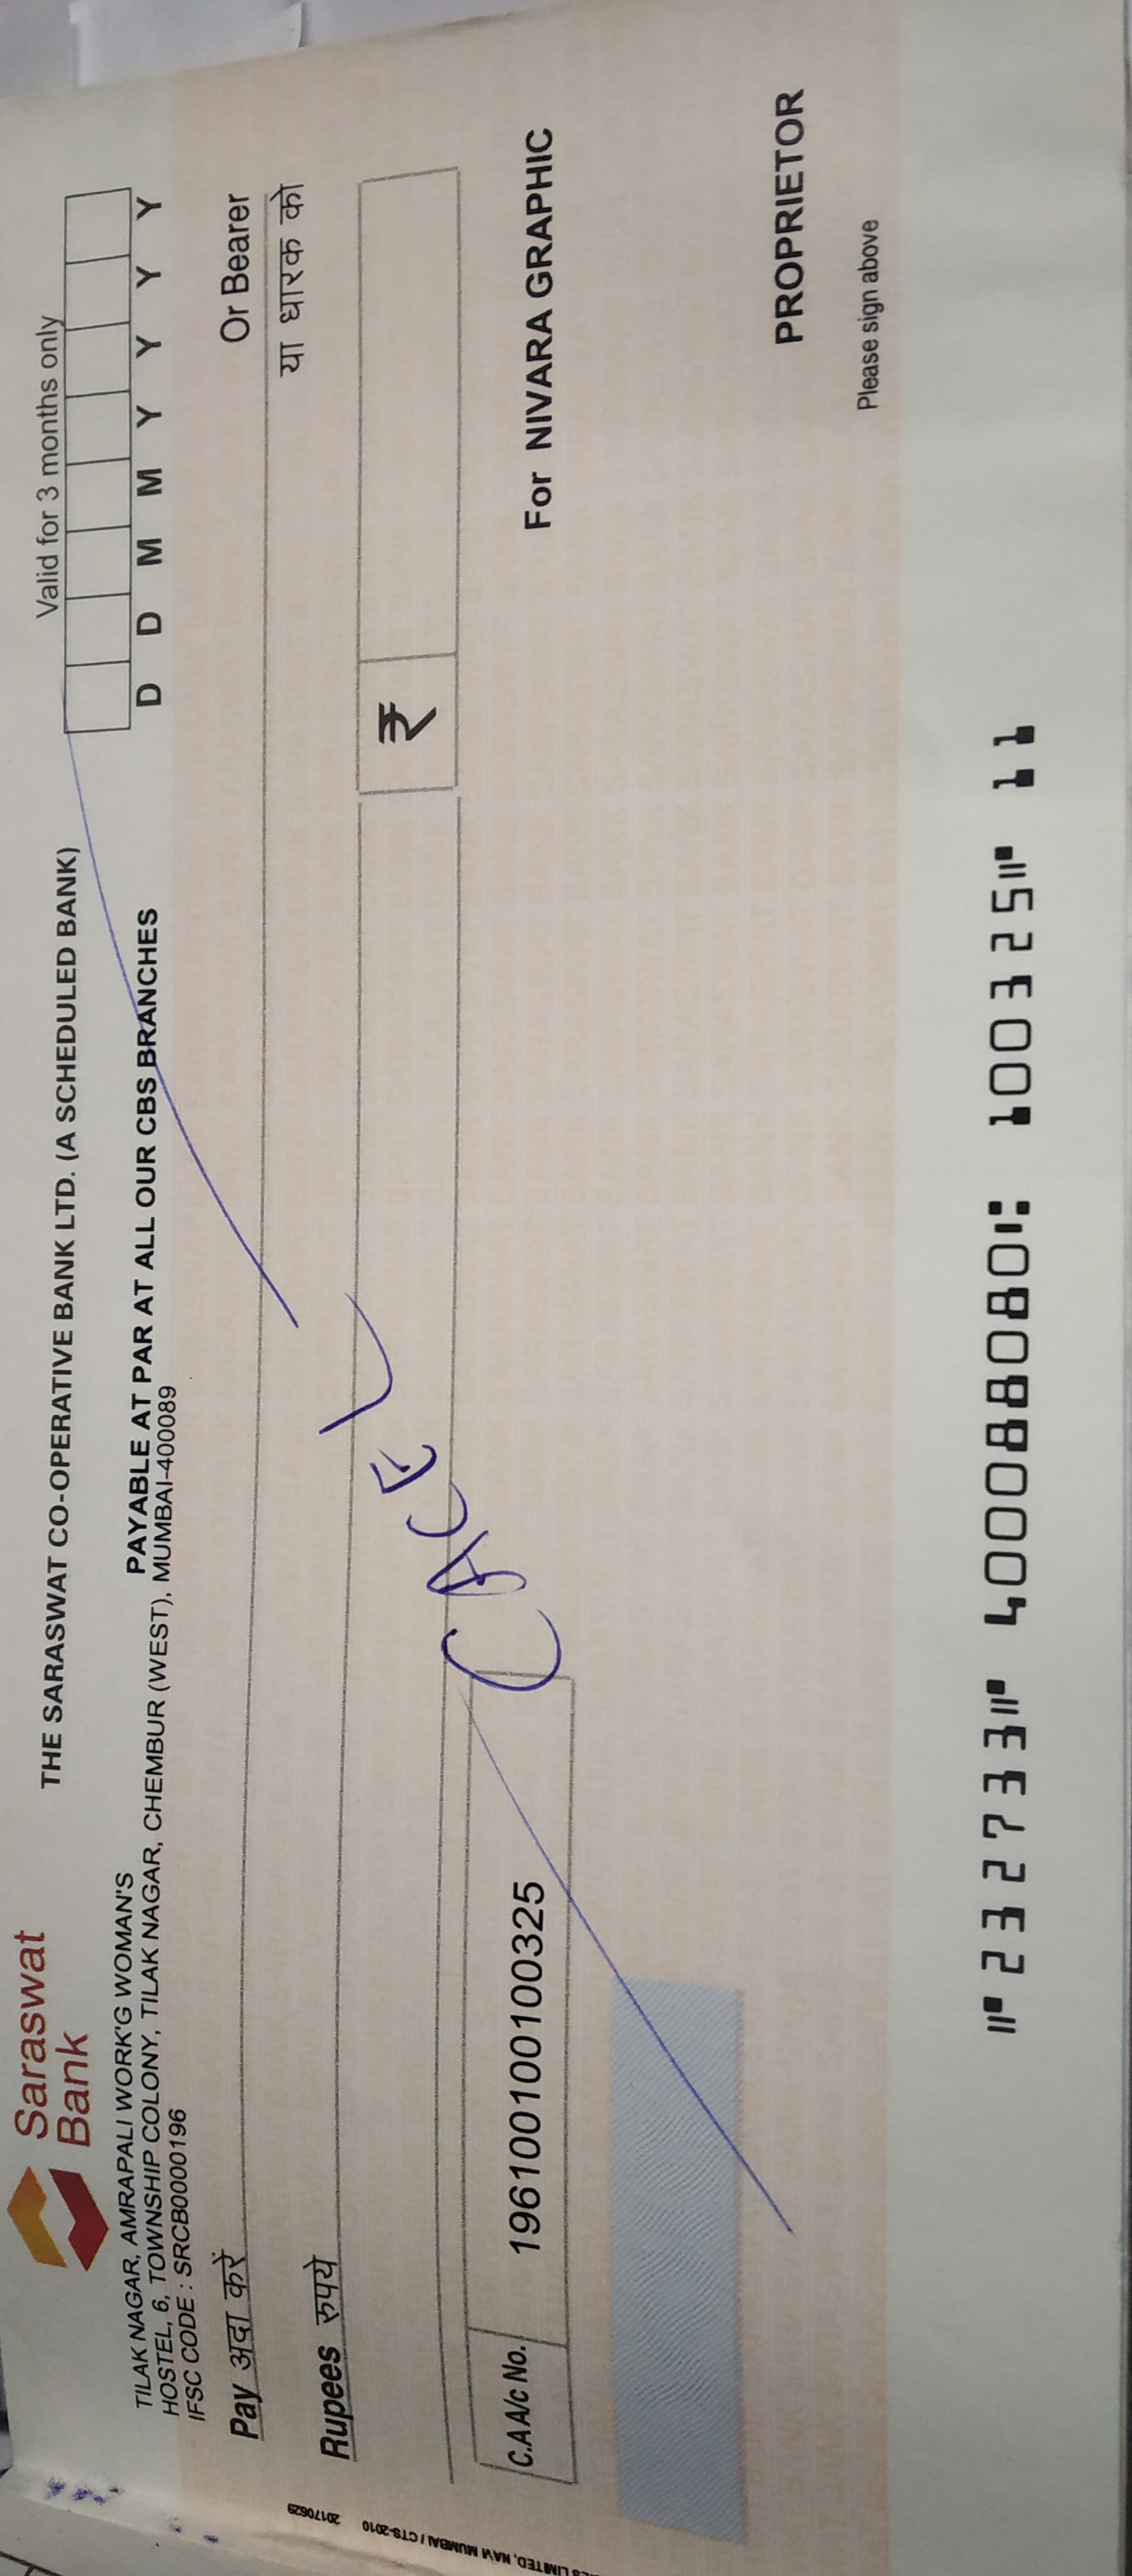 Saraswat
Bank
THE SARASWAT CO-OPERATIVE BANK LTD. (A SCHEDULED BANK)
Valid for 3 months only
D D M M Y Y Y Y
TILAK NAGAR, AMRAPALI WORK'G WOMAN'S
HOSTEL, 6, TOWNSHIP COLONY, TILAK NAGAR, CHEMBUR (WEST), MUMBAI-400089
IFSC CODE : SRCB0000196
PAYABLE AT PAR AT ALL OUR CBS BRANCHES
Pay अदा करें
Or Bearer
या धारक को
Rupees रुपये
₹
CACEL
C.A A/c No. 196100100100325
For NIVARA GRAPHIC
PROPRIETOR
Please sign above
⑈232733⑈ 400088080⑆ 100325⑈ 11
LIMITED, NAVI MUMBAI / CTS-2010 20170629